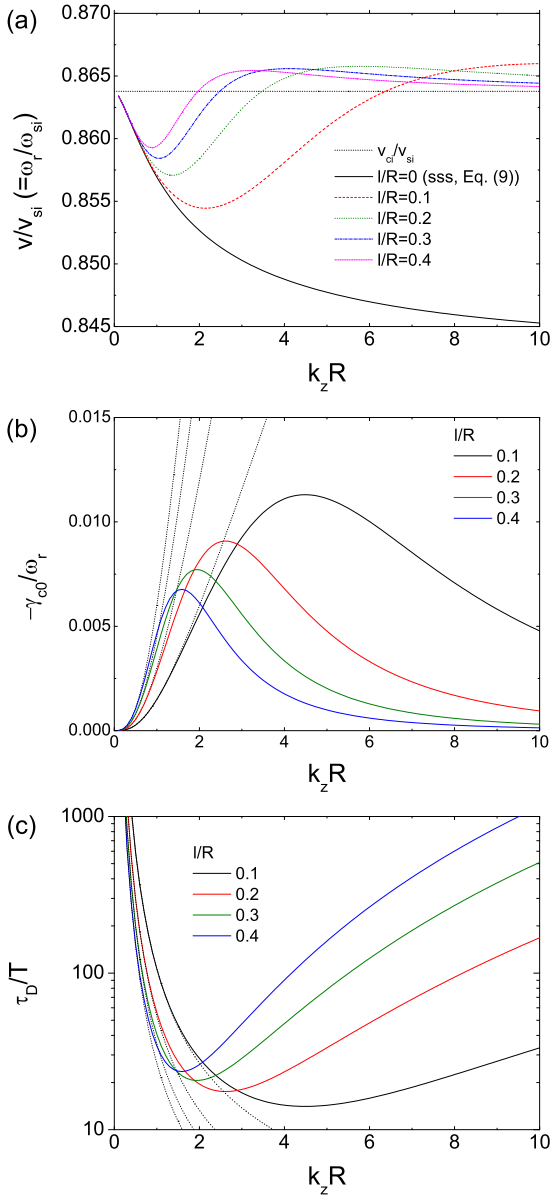 (a)
0.870
0.865
0.860
0.855
0.850
0.845
v/v_si (=ω_r/ω_si)
v_ci/v_si
l/R=0 (sss, Eq. (9))
l/R=0.1
l/R=0.2
l/R=0.3
l/R=0.4
0 2 4 6 8 10
k_zR
(b)
0.015
0.010
0.005
0.000
−γ_c0/ω_r
l/R
0.1
0.2
0.3
0.4
0 2 4 6 8 10
k_zR
(c)
1000
100
10
τ_D/T
l/R
0.1
0.2
0.3
0.4
0 2 4 6 8 10
k_zR